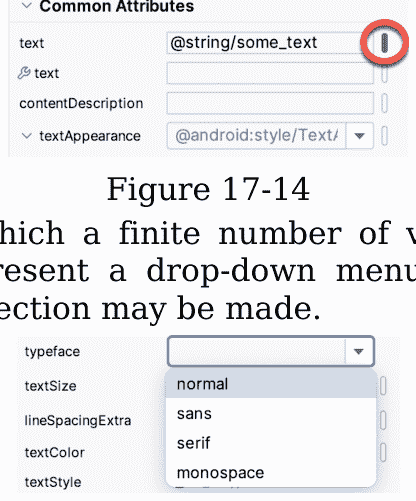 Common Attributes
text @string/some_text
text
contentDescription
textAppearance @android:style/TextA
Figure 17-14
hich a finite number of v
resent a drop-down menu
ection may be made.
typeface
normal
textSize
sans
lineSpacingExtra
serif
textColor
monospace
textStyle